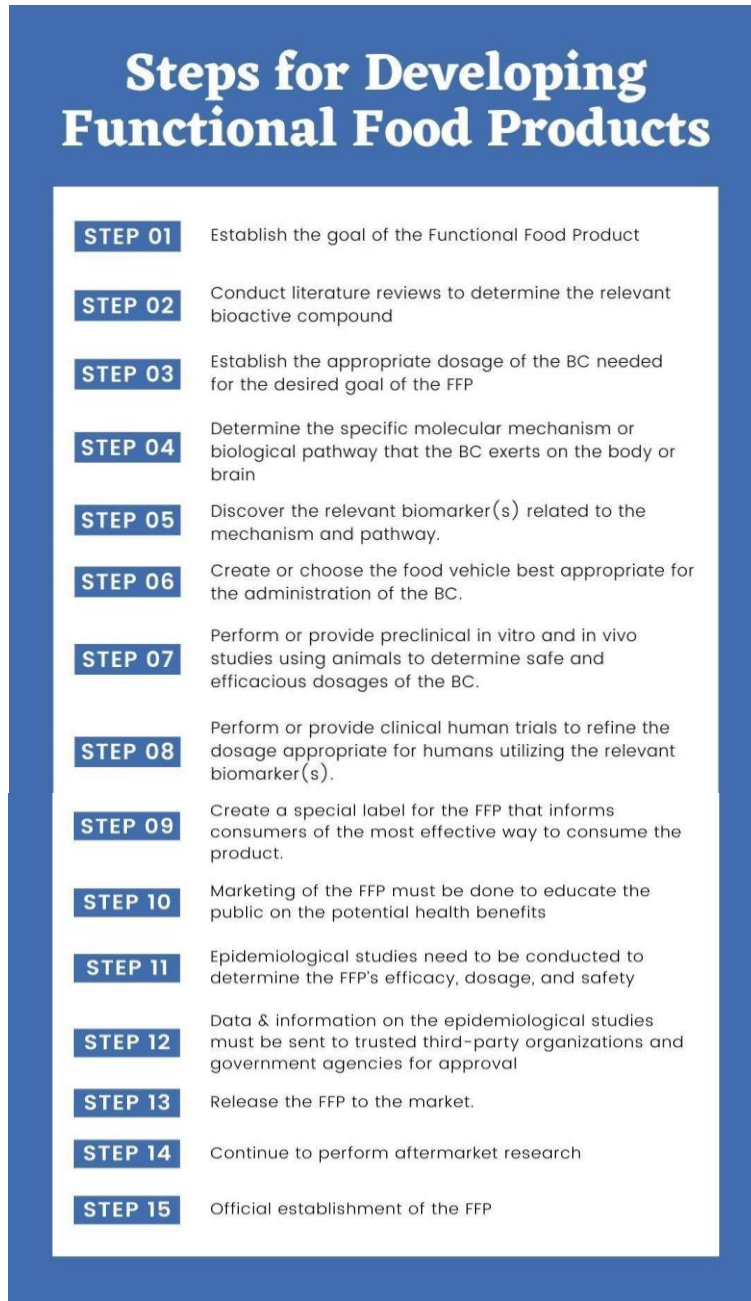 Steps for Developing
Functional Food Products
STEP 01
Establish the goal of the Functional Food Product
STEP 02
Conduct literature reviews to determine the relevant
bioactive compound
STEP 03
Establish the appropriate dosage of the BC needed
for the desired goal of the FFP
STEP 04
Determine the specific molecular mechanism or
biological pathway that the BC exerts on the body or
brain
STEP 05
Discover the relevant biomarker(s) related to the
mechanism and pathway.
STEP 06
Create or choose the food vehicle best appropriate for
the administration of the BC.
STEP 07
Perform or provide preclinical in vitro and in vivo
studies using animals to determine safe and
efficacious dosages of the BC.
STEP 08
Perform or provide clinical human trials to refine the
dosage appropriate for humans utilizing the relevant
biomarker(s).
STEP 09
Create a special label for the FFP that informs
consumers of the most effective way to consume the
product.
STEP 10
Marketing of the FFP must be done to educate the
public on the potential health benefits
STEP 11
Epidemiological studies need to be conducted to
determine the FFP's efficacy, dosage, and safety
STEP 12
Data & information on the epidemiological studies
must be sent to trusted third-party organizations and
government agencies for approval
STEP 13
Release the FFP to the market.
STEP 14
Continue to perform aftermarket research
STEP 15
Official establishment of the FFP